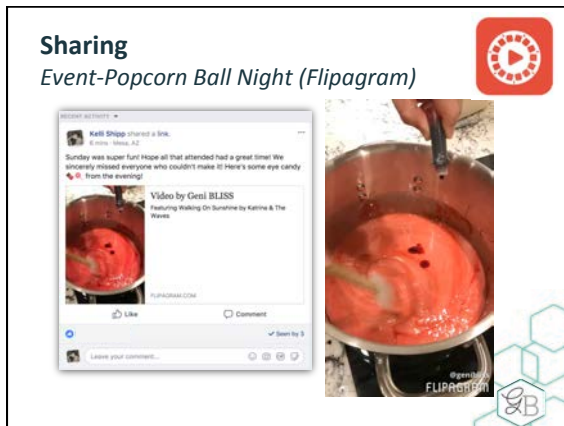 Sharing
Event-Popcorn Ball Night (Flipagram)
RECENT ACTIVITY
Kelli Shipp shared a link.
6 mins · Mesa, AZ
Sunday was super fun! Hope all that attended had a great time! We
sincerely missed everyone who couldn't make it! Here's some eye candy
🍫🍭 from the evening!
Video by Geni BLISS
Featuring Walking On Sunshine by Katrina & The
Waves
FLIPAGRAM.COM
Like
Comment
Seen by 5
Leave your comment...
@genibliss
FLIPAGRAM
GB